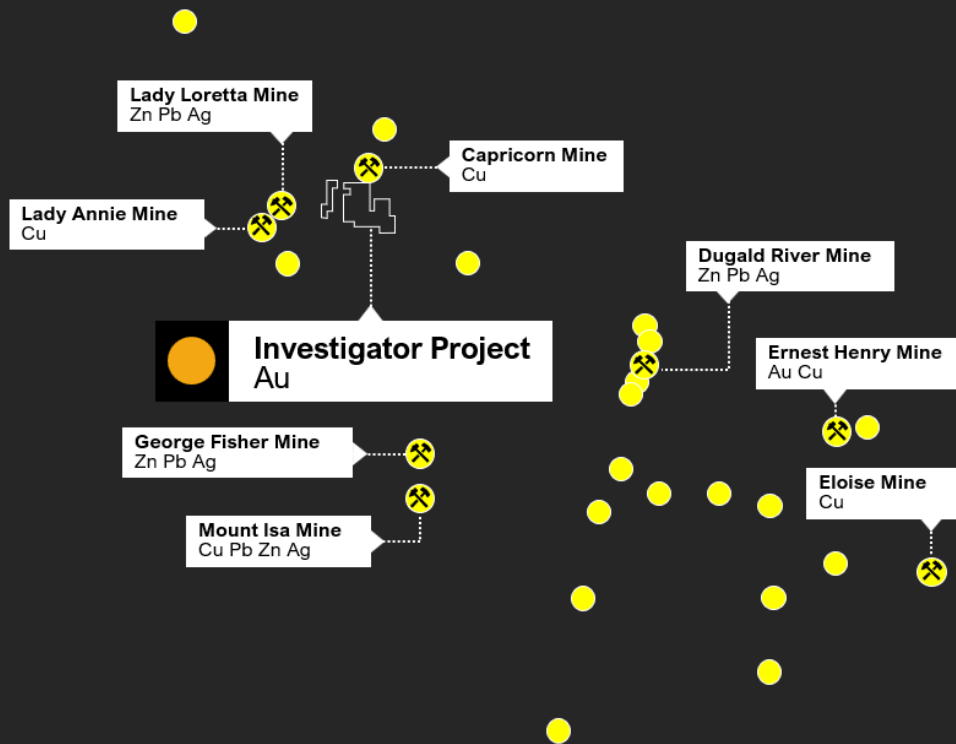 Lady Loretta Mine
Zn Pb Ag
Capricorn Mine
Cu
Lady Annie Mine
Cu
Dugald River Mine
Zn Pb Ag
Investigator Project
Au
Ernest Henry Mine
Au Cu
George Fisher Mine
Zn Pb Ag
Eloise Mine
Cu
Mount Isa Mine
Cu Pb Zn Ag